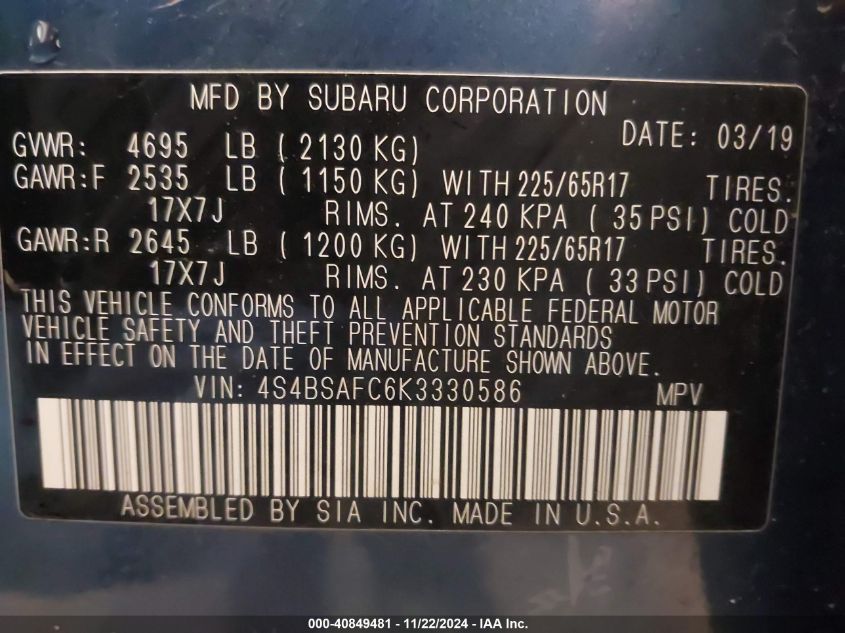 MFD BY SUBARU CORPORATION
DATE: 03/19
GVWR: 4695 LB ( 2130 KG)
GAWR:F 2535 LB ( 1150 KG) WITH 225/65R17 TIRES.
17X7J RIMS. AT 240 KPA ( 35 PSI) COLD
GAWR:R 2645 LB ( 1200 KG) WITH 225/65R17 TIRES.
17X7J RIMS. AT 230 KPA ( 33 PSI) COLD
THIS VEHICLE CONFORMS TO ALL APPLICABLE FEDERAL MOTOR
VEHICLE SAFETY AND THEFT PREVENTION STANDARDS
IN EFFECT ON THE DATE OF MANUFACTURE SHOWN ABOVE.
VIN: 4S4BSAFC6K3330586 MPV
ASSEMBLED BY SIA INC. MADE IN U.S.A.
000-40849481 - 11/22/2024 - IAA Inc.